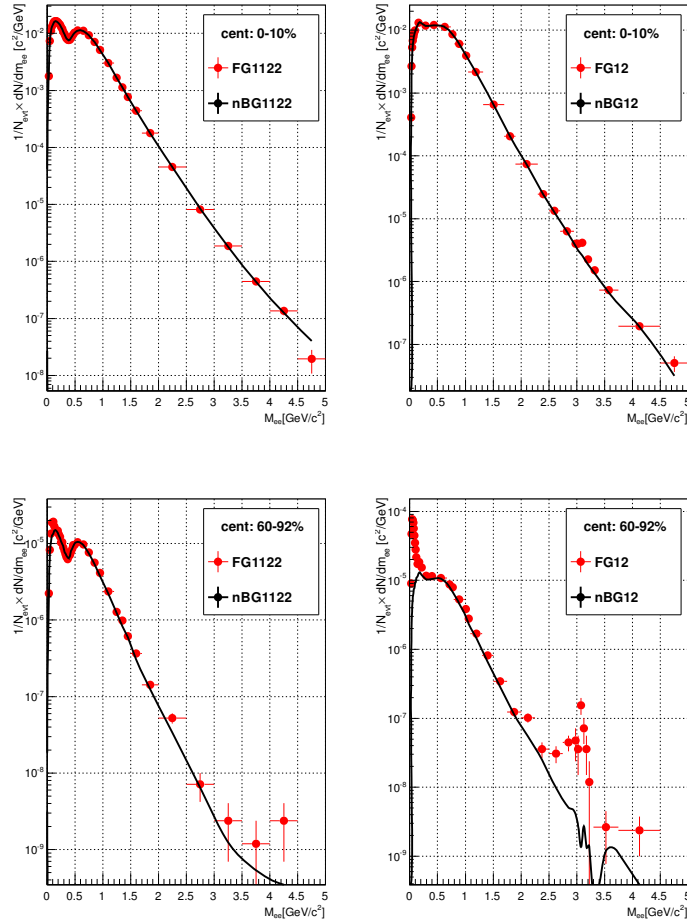 1/N_evt × dN/dm_ee [c²/GeV]
cent: 0-10%
FG1122
nBG1122
10^-2
10^-3
10^-4
10^-5
10^-6
10^-7
10^-8
0 0.5 1 1.5 2 2.5 3 3.5 4 4.5 5
M_ee[GeV/c²]
1/N_evt × dN/dm_ee [c²/GeV]
cent: 0-10%
FG12
nBG12
10^-2
10^-3
10^-4
10^-5
10^-6
10^-7
0 0.5 1 1.5 2 2.5 3 3.5 4 4.5 5
M_ee[GeV/c²]
1/N_evt × dN/dm_ee [c²/GeV]
cent: 60-92%
FG1122
nBG1122
10^-5
10^-6
10^-7
10^-8
10^-9
0 0.5 1 1.5 2 2.5 3 3.5 4 4.5 5
M_ee[GeV/c²]
1/N_evt × dN/dm_ee [c²/GeV]
cent: 60-92%
FG12
nBG12
10^-4
10^-5
10^-6
10^-7
10^-8
10^-9
0 0.5 1 1.5 2 2.5 3 3.5 4 4.5 5
M_ee[GeV/c²]